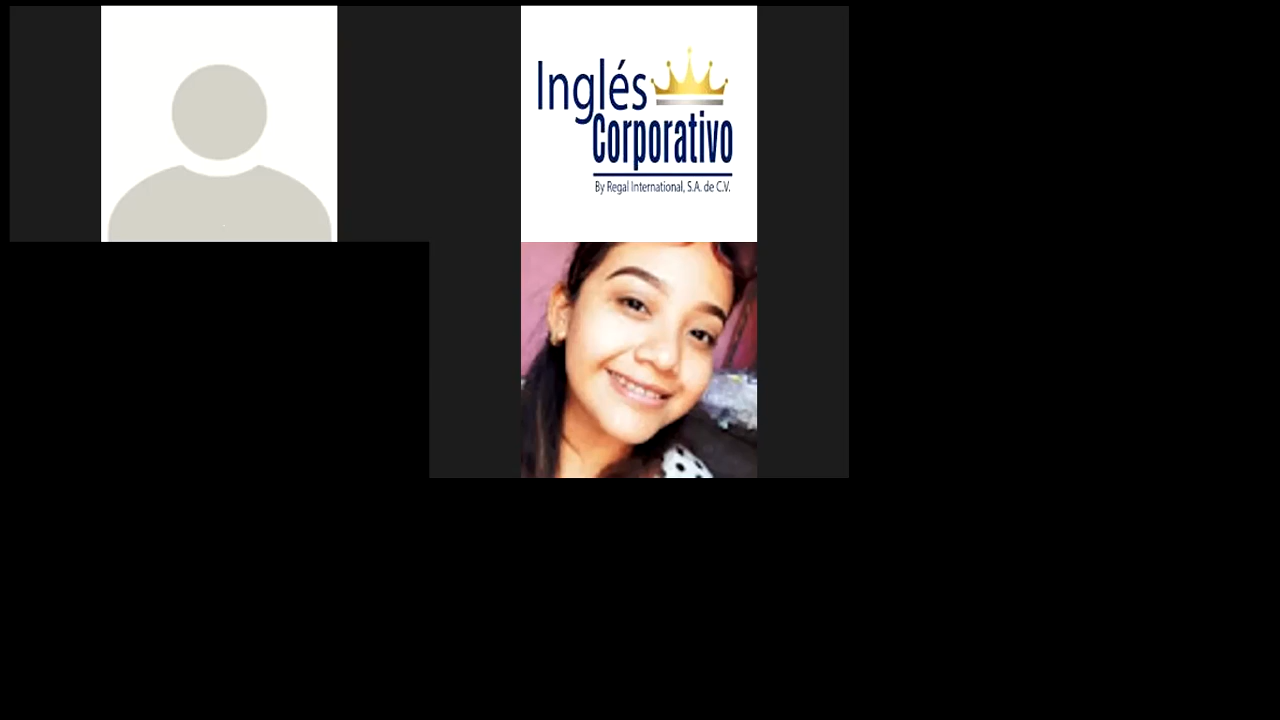 Inglés
Corporativo
By Regal International, S.A. de C.V.